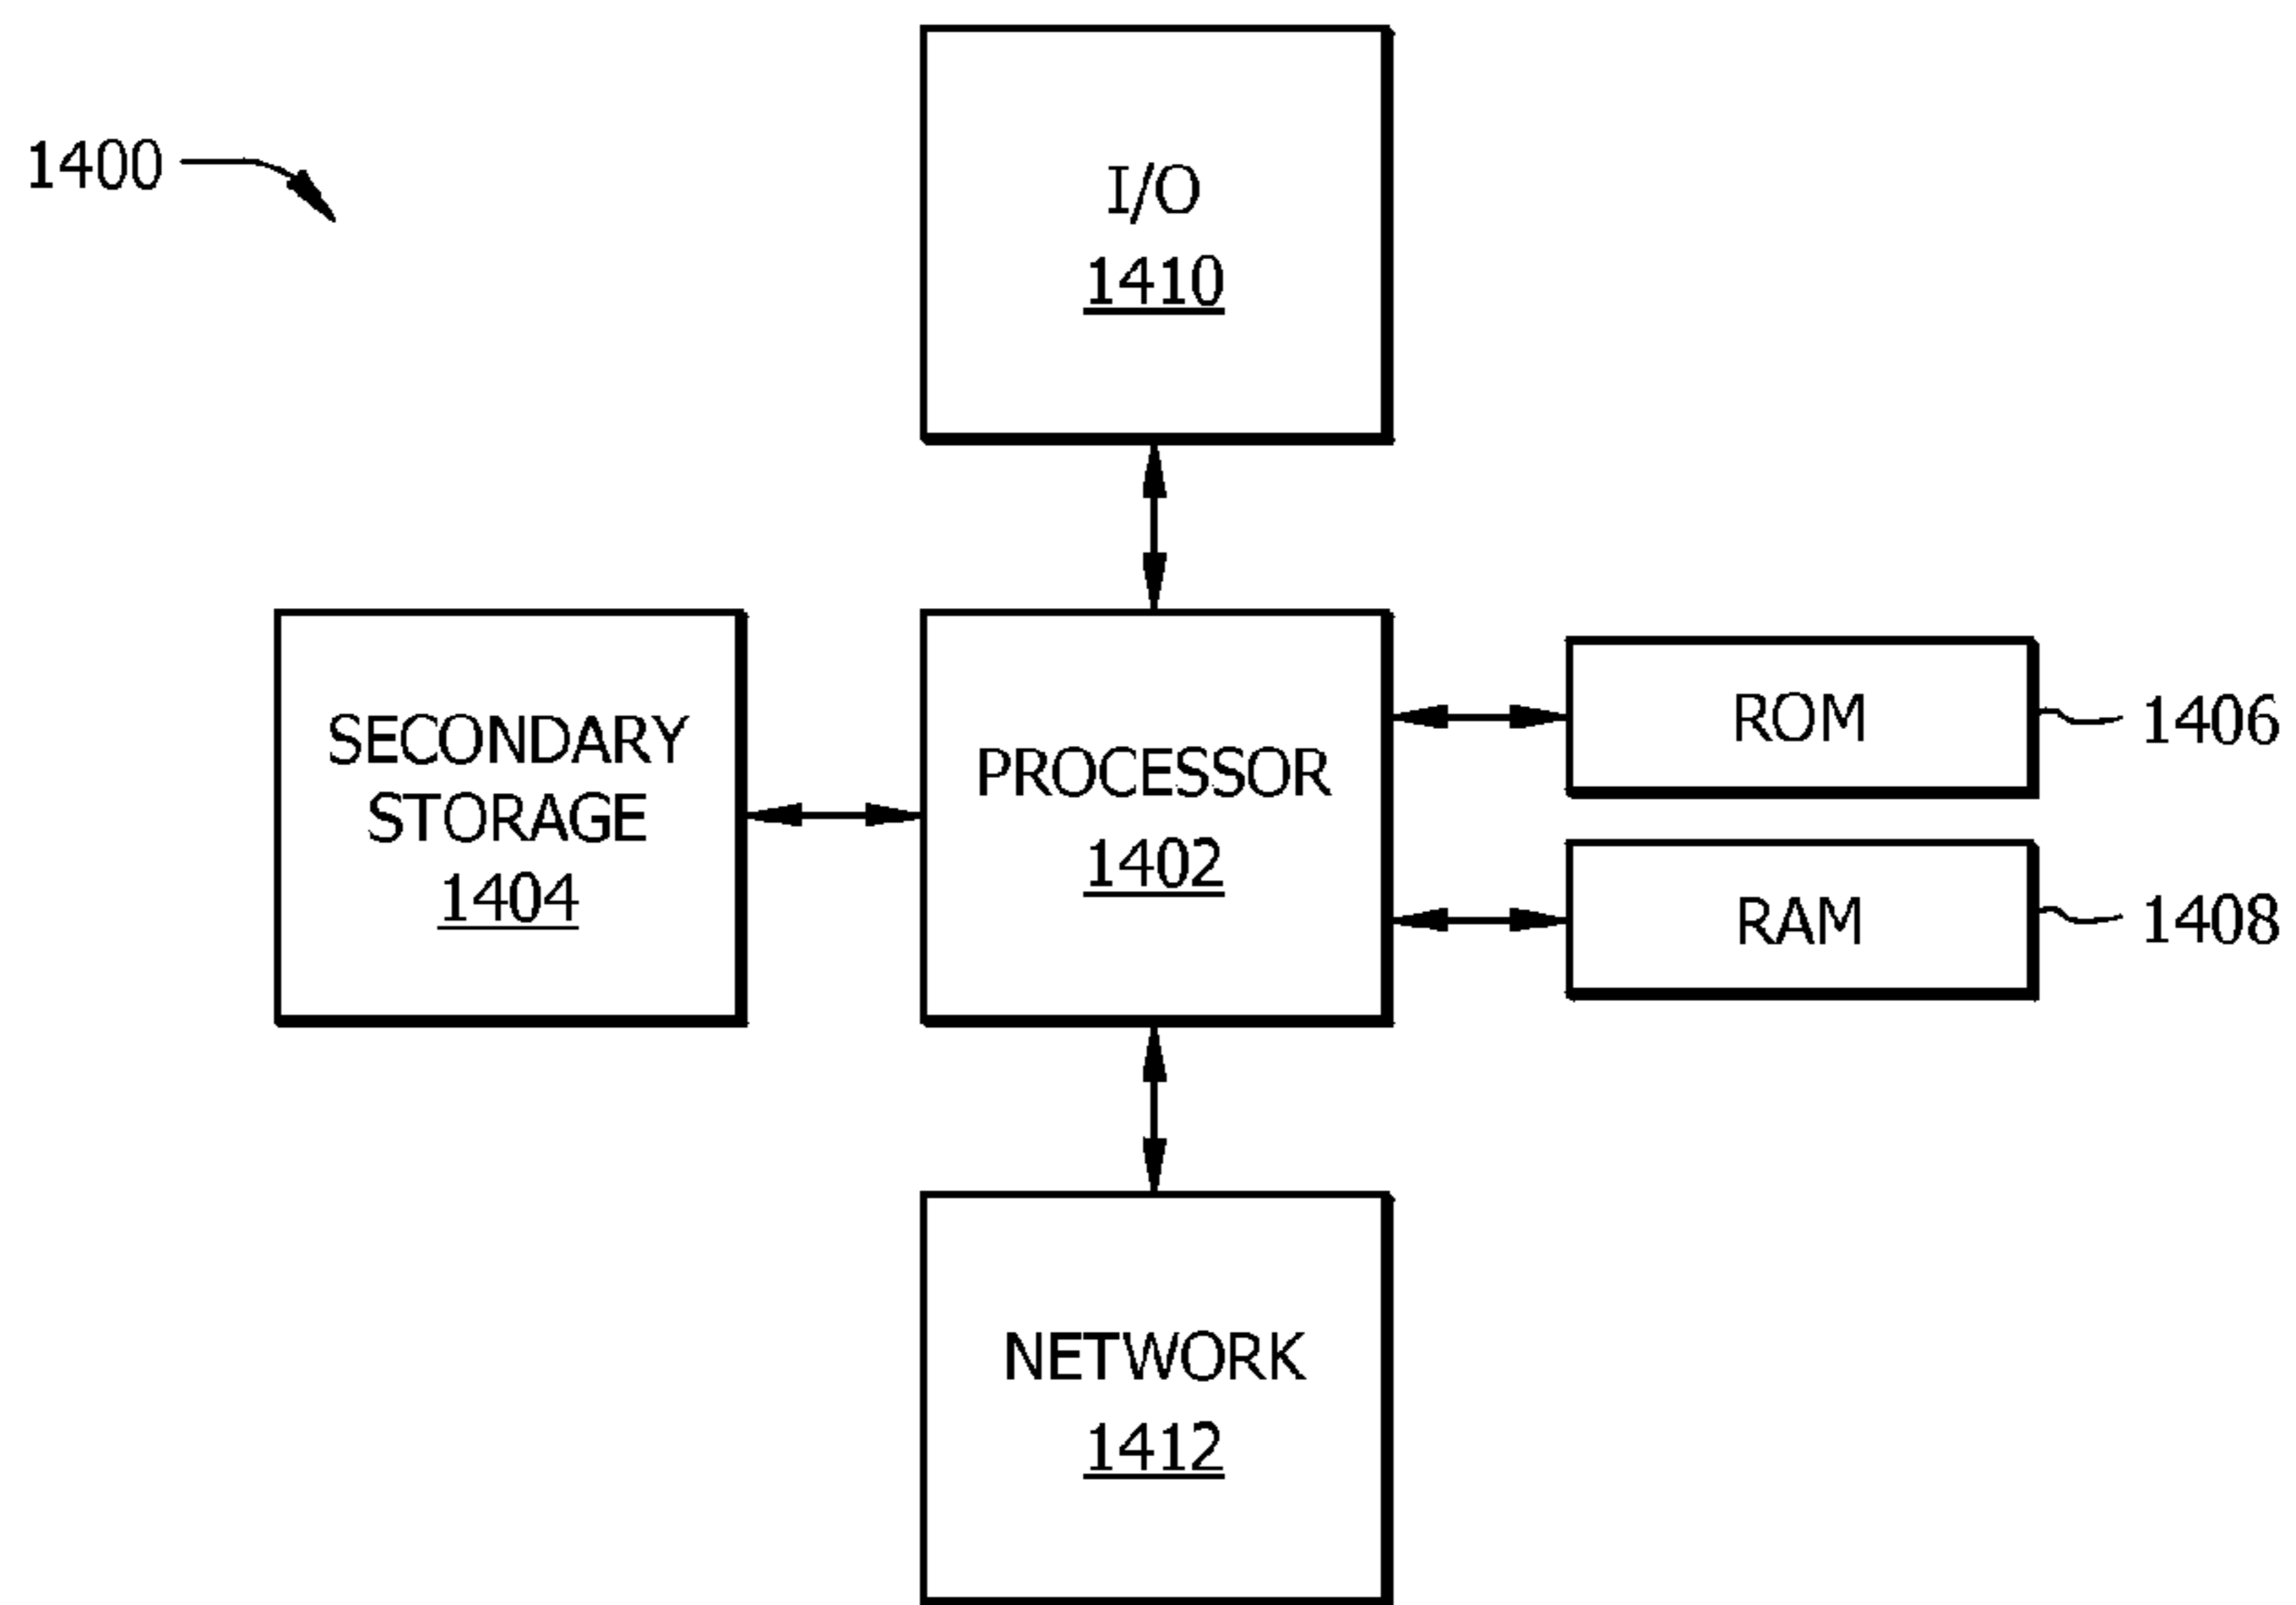 1400
I/O
1410
SECONDARY
STORAGE
1404
PROCESSOR
1402
ROM
1406
RAM
1408
NETWORK
1412